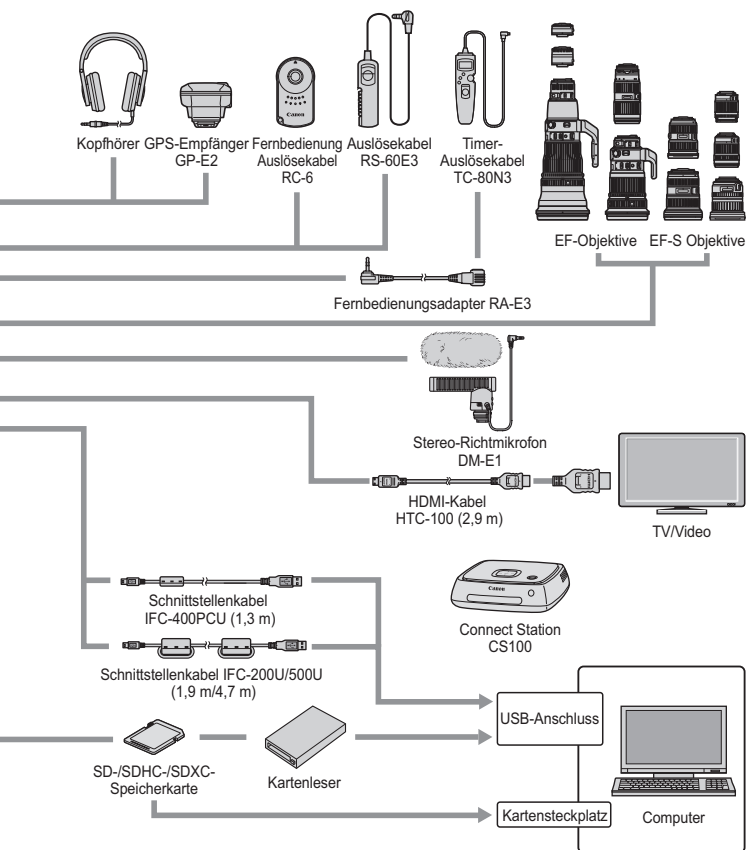 Canon
Kopfhörer
GPS-Empfänger
GP-E2
Fernbedienung
Auslösekabel
RC-6
Auslösekabel
RS-60E3
Timer-
Auslösekabel
TC-80N3
EF-Objektive
EF-S Objektive
Fernbedienungsadapter RA-E3
Stereo-Richtmikrofon
DM-E1
HDMI-Kabel
HTC-100 (2,9 m)
TV/Video
Schnittstellenkabel
IFC-400PCU (1,3 m)
Canon
Connect Station
CS100
Schnittstellenkabel IFC-200U/500U
(1,9 m/4,7 m)
USB-Anschluss
SD-/SDHC-/SDXC-
Speicherkarte
Kartenleser
Kartensteckplatz
Computer